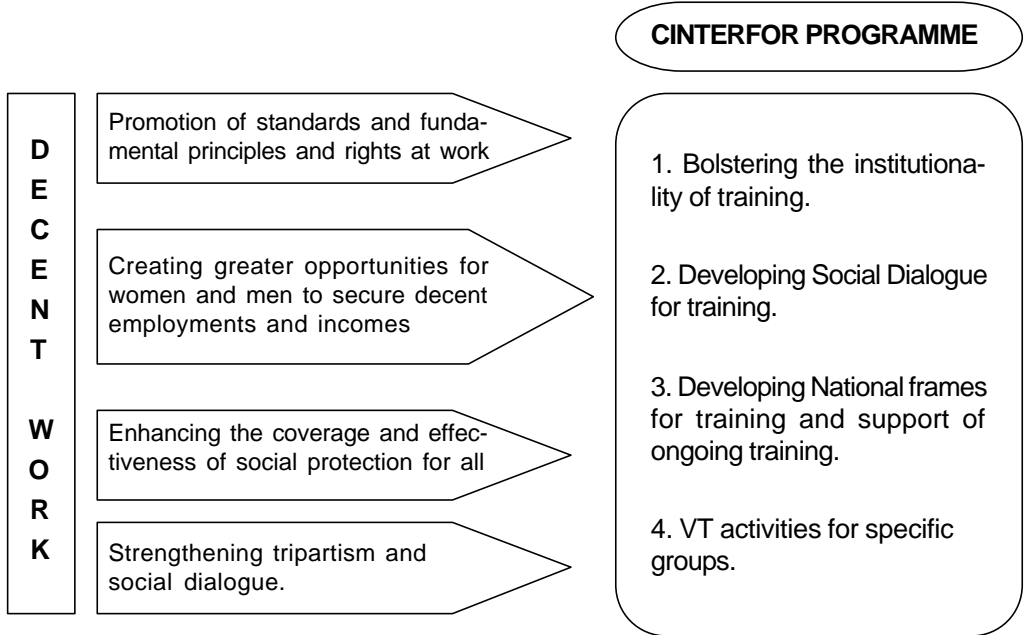 CINTERFOR PROGRAMME
DECENT WORK
Promotion of standards and funda-
mental principles and rights at work
Creating greater opportunities for
women and men to secure decent
employments and incomes
Enhancing the coverage and effec-
tiveness of social protection for all
Strengthening tripartism and
social dialogue.
1. Bolstering the institutiona-
lity of training.
2. Developing Social Dialogue
for training.
3. Developing National frames
for training and support of
ongoing training.
4. VT activities for specific
groups.